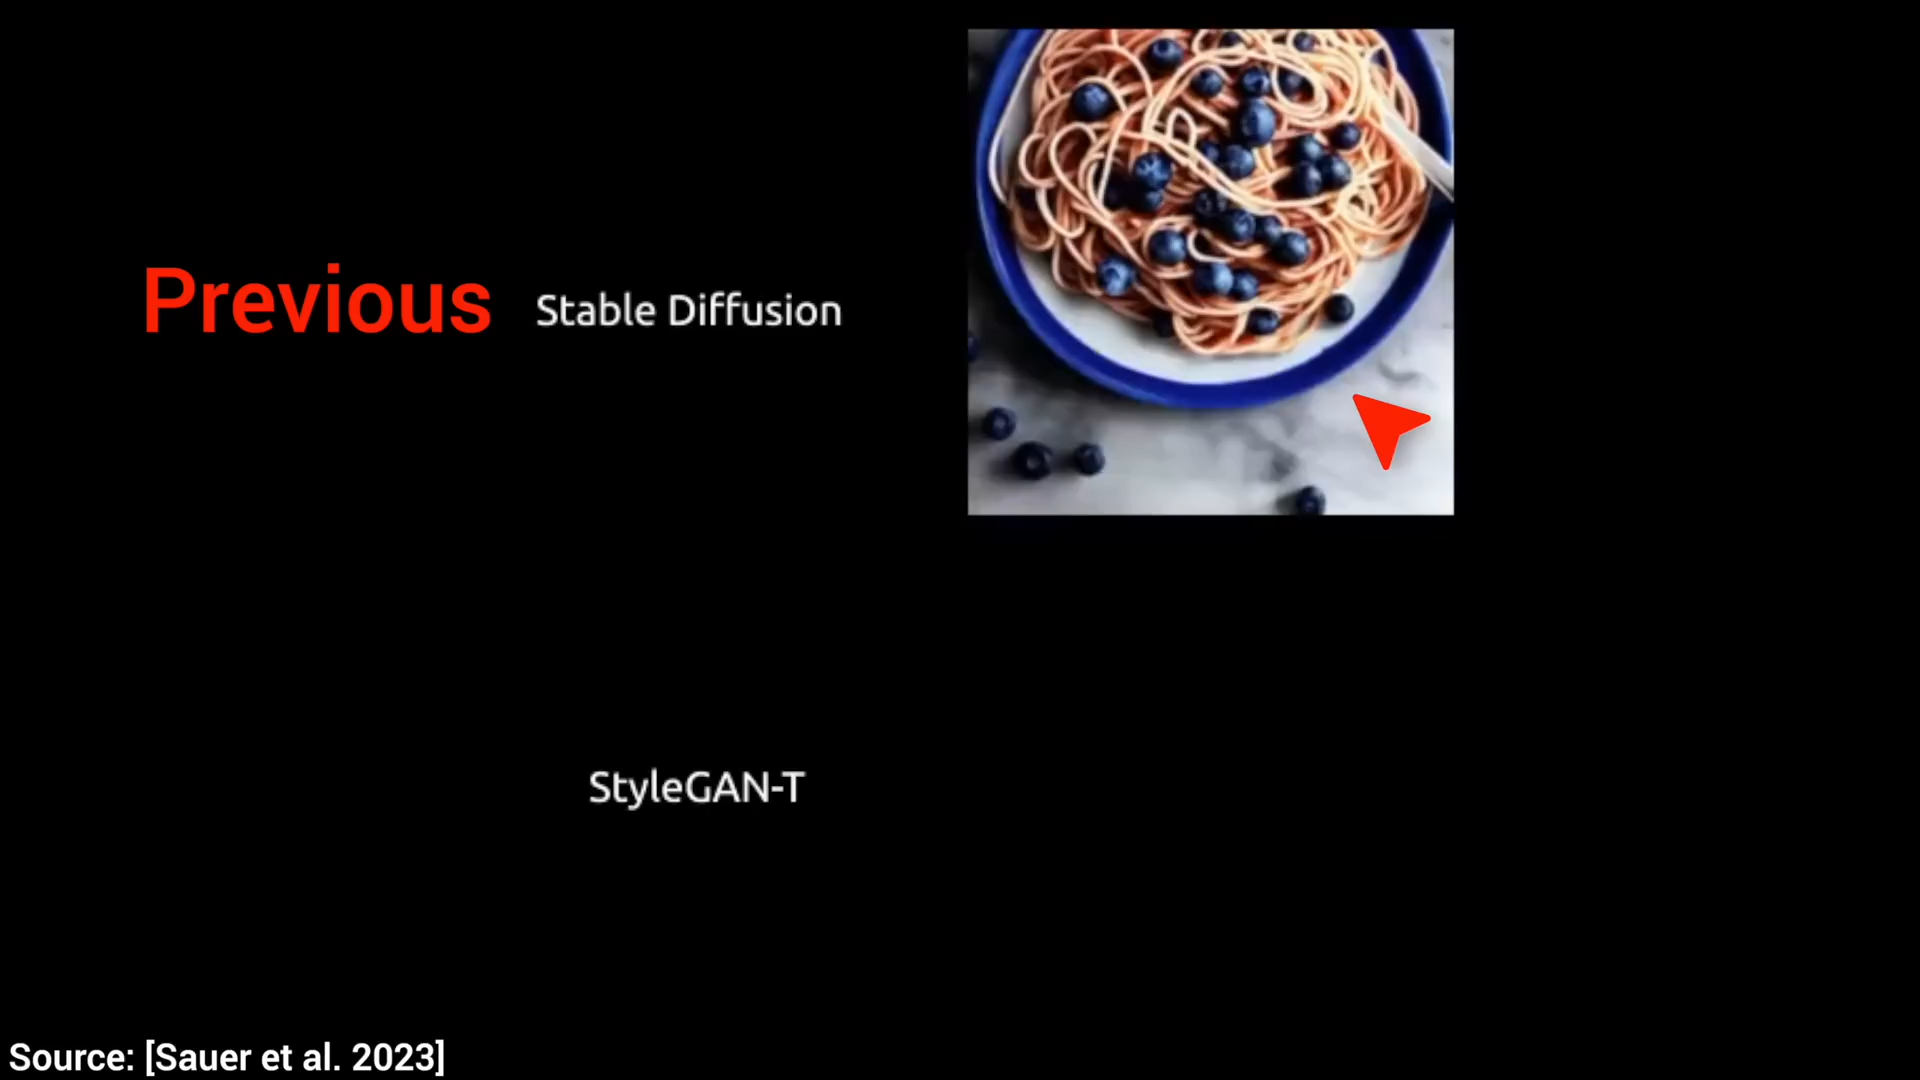 Previous
Stable Diffusion
StyleGAN-T
Source: [Sauer et al. 2023]